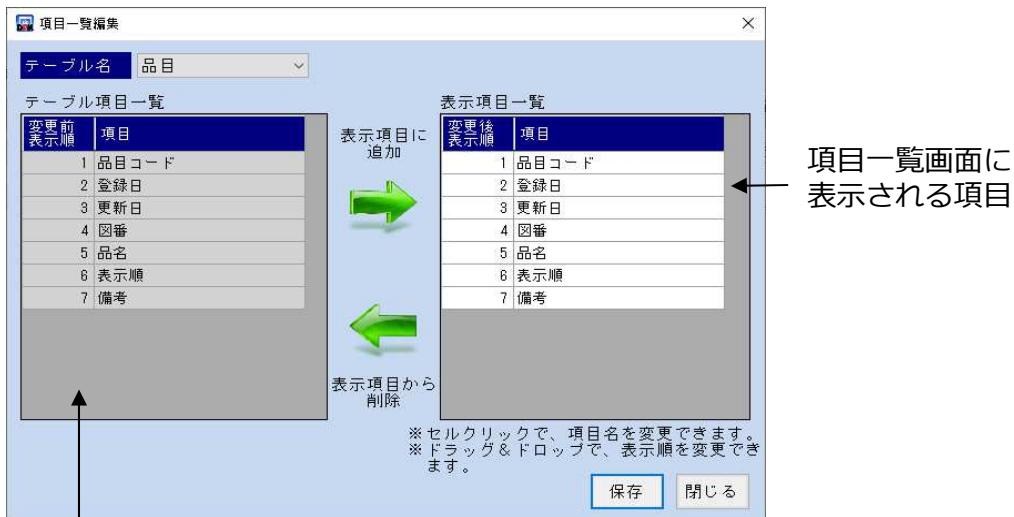 項目一覧編集
テーブル名 品目
テーブル項目一覧
変更前
表示順 項目
1 品目コード
2 登録日
3 更新日
4 図番
5 品名
6 表示順
7 備考
表示項目に
追加
表示項目から
削除
表示項目一覧
変更後
表示順 項目
1 品目コード
2 登録日
3 更新日
4 図番
5 品名
6 表示順
7 備考
※セルクリックで、項目名を変更できます。
※ドラッグ&ドロップで、表示順を変更でき
ます。
保存 閉じる
項目一覧画面に
表示される項目